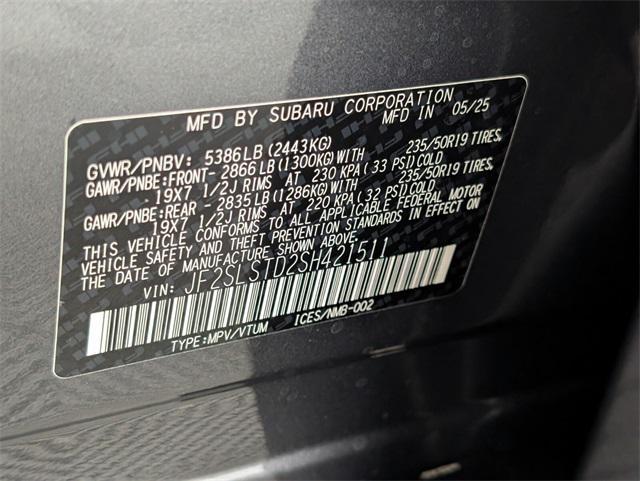 MFD BY SUBARU CORPORATION
MFD IN 05/25
GVWR/PNBV: 5386LB (2443KG)
GAWR/PNBE:FRONT- 2866LB (1300KG) WITH 235/50R19 TIRES,
19X7 1/2J RIMS AT 230 KPA (33 PSI) COLD
GAWR/PNBE:REAR - 2835LB (1286KG) WITH 235/50R19 TIRES,
19X7 1/2J RIMS AT 220 KPA (32 PSI) COLD
THIS VEHICLE CONFORMS TO ALL APPLICABLE FEDERAL MOTOR
VEHICLE SAFETY AND THEFT PREVENTION STANDARDS IN EFFECT ON
THE DATE OF MANUFACTURE SHOWN ABOVE.
VIN: JF2SLSTD2SH421511
TYPE:MPV/VTUM ICES/NMB-002